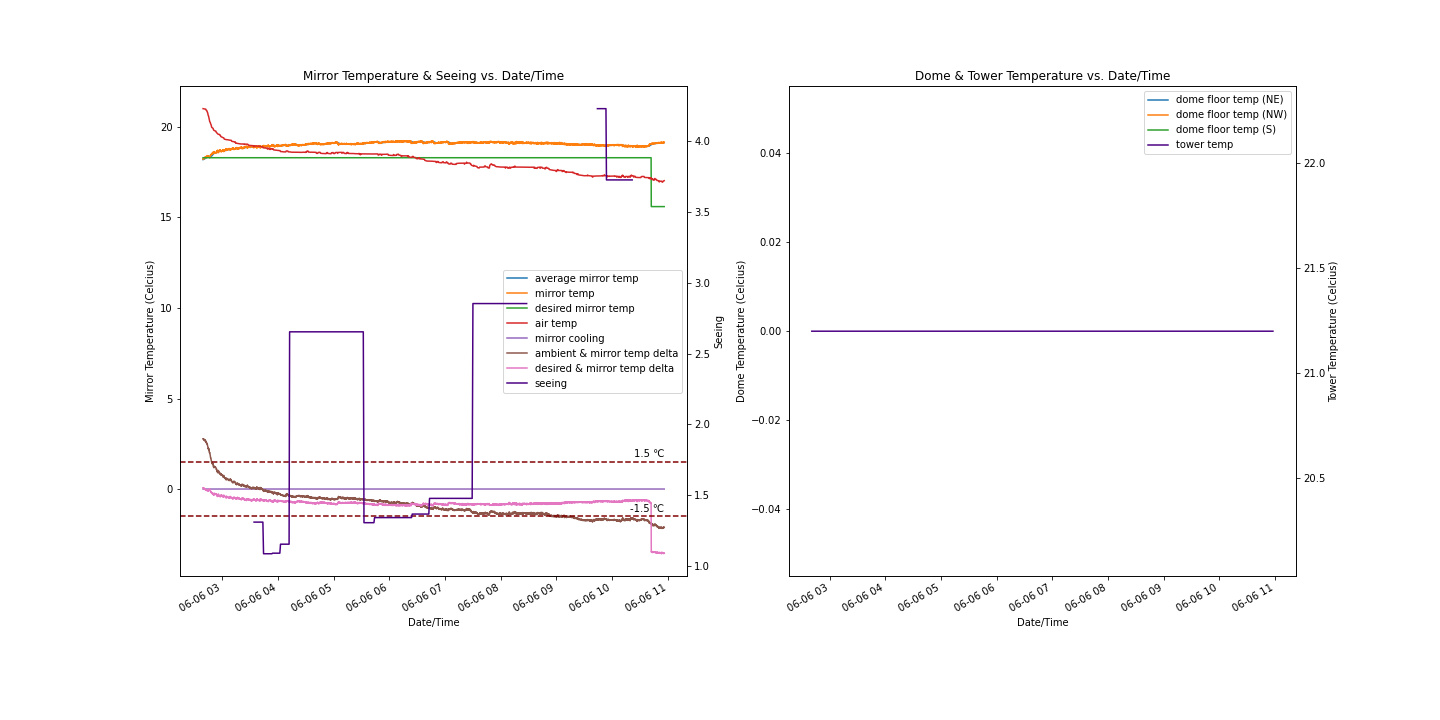 Mirror Temperature & Seeing vs. Date/Time
20
15
10
5
0
Mirror Temperature (Celcius)
4.0
3.5
3.0
2.5
2.0
1.5
1.0
Seeing
average mirror temp
mirror temp
desired mirror temp
air temp
mirror cooling
ambient & mirror temp delta
desired & mirror temp delta
seeing
1.5 °C
-1.5 °C
06-06 03
06-06 04
06-06 05
06-06 06
06-06 07
06-06 08
06-06 09
06-06 10
06-06 11
Date/Time
Dome & Tower Temperature vs. Date/Time
0.04
0.02
0.00
−0.02
−0.04
Dome Temperature (Celcius)
dome floor temp (NE)
dome floor temp (NW)
dome floor temp (S)
tower temp
22.0
21.5
21.0
20.5
Tower Temperature (Celcius)
06-06 03
06-06 04
06-06 05
06-06 06
06-06 07
06-06 08
06-06 09
06-06 10
06-06 11
Date/Time